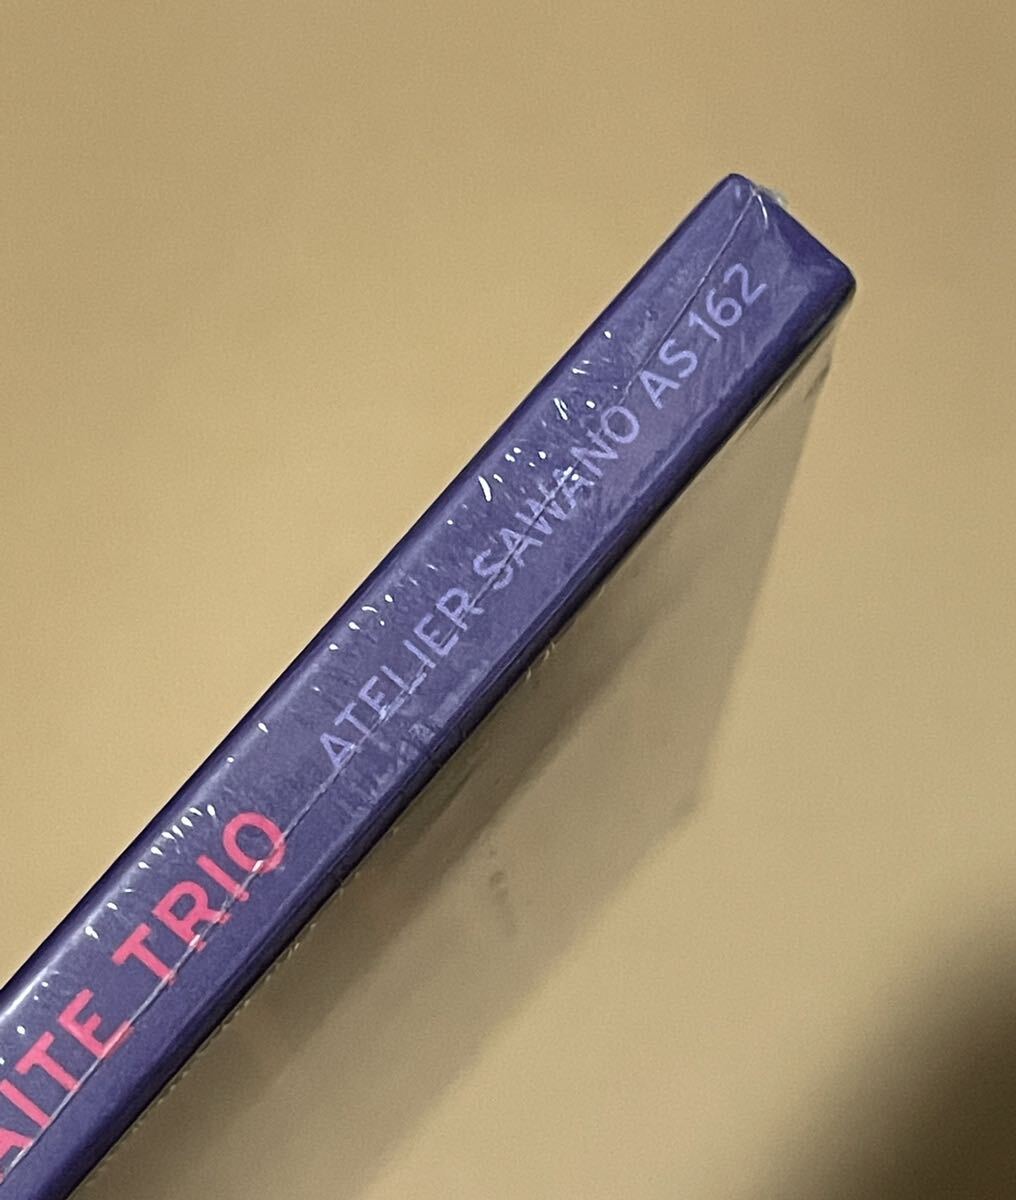 AITE TRIO ATELIER SAWANO AS 162